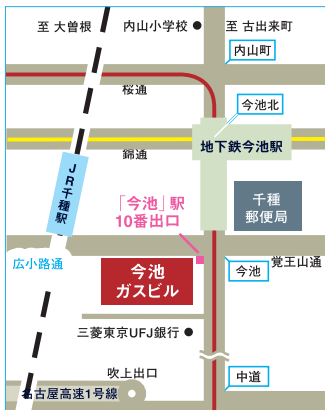 至 大曽根
内山小学校
至 古出来町
内山町
桜通
今池北
地下鉄今池駅
錦通
JR千種駅
「今池」駅
10番出口
千種
郵便局
広小路通
今池
ガスビル
今池
覚王山通
三菱東京UFJ銀行
吹上出口
中道
名古屋高速1号線